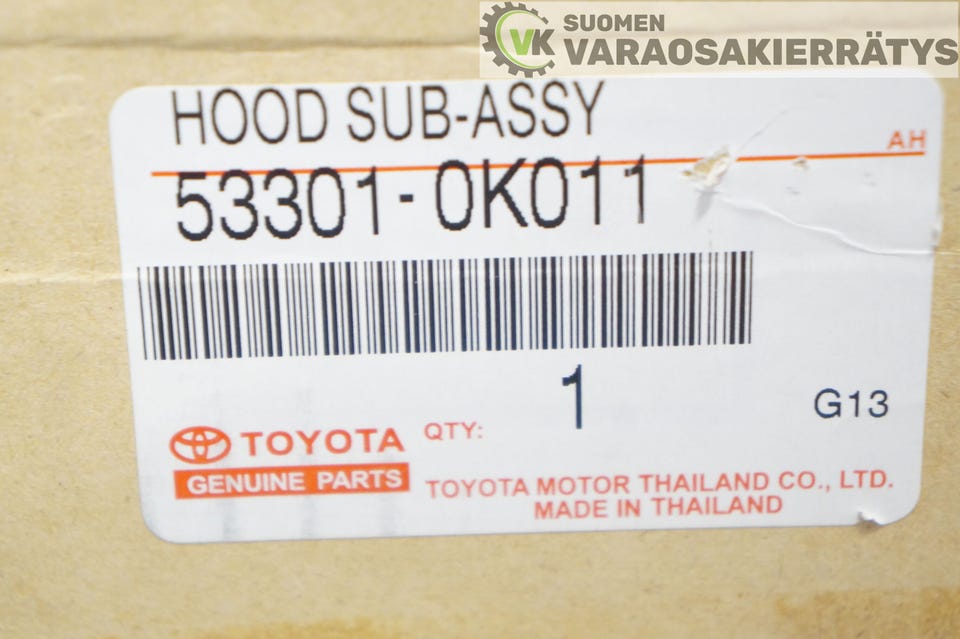 SUOMEN
VK VARAOSAKIERRÄTYS
HOOD SUB-ASSY
AH
53301-0K011
1
G13
QTY:
TOYOTA
GENUINE PARTS
TOYOTA MOTOR THAILAND CO., LTD.
MADE IN THAILAND